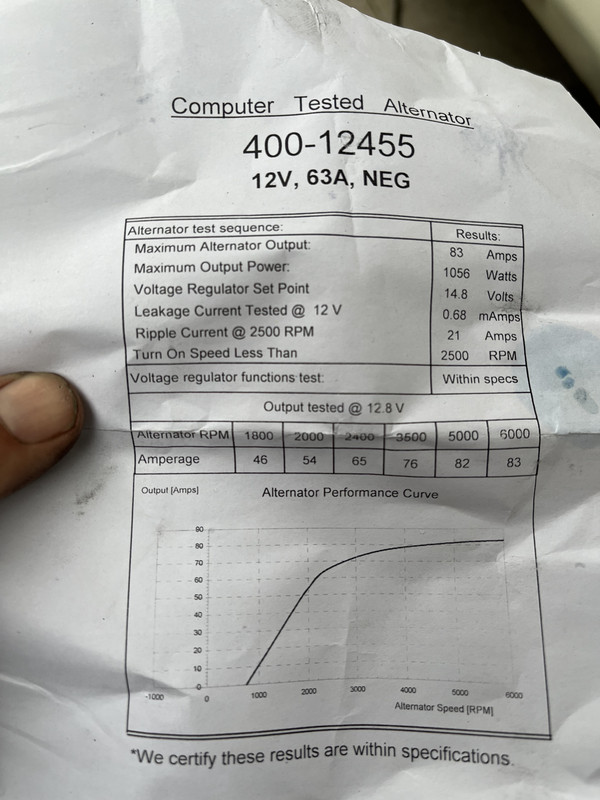 Computer Tested Alternator
400-12455
12V, 63A, NEG
Alternator test sequence: Results:
Maximum Alternator Output: 83 Amps
Maximum Output Power: 1056 Watts
Voltage Regulator Set Point 14.8 Volts
Leakage Current Tested @ 12 V 0.68 mAmps
Ripple Current @ 2500 RPM 21 Amps
Turn On Speed Less Than 2500 RPM
Voltage regulator functions test: Within specs
Output tested @ 12.8 V
Alternator RPM 1800 2000 2400 3500 5000 6000
Amperage 46 54 65 76 82 83
Output [Amps] Alternator Performance Curve
90
80
70
60
50
40
30
20
10
0
-1000 0 1000 2000 3000 4000 5000 6000
Alternator Speed [RPM]
*We certify these results are within specifications.